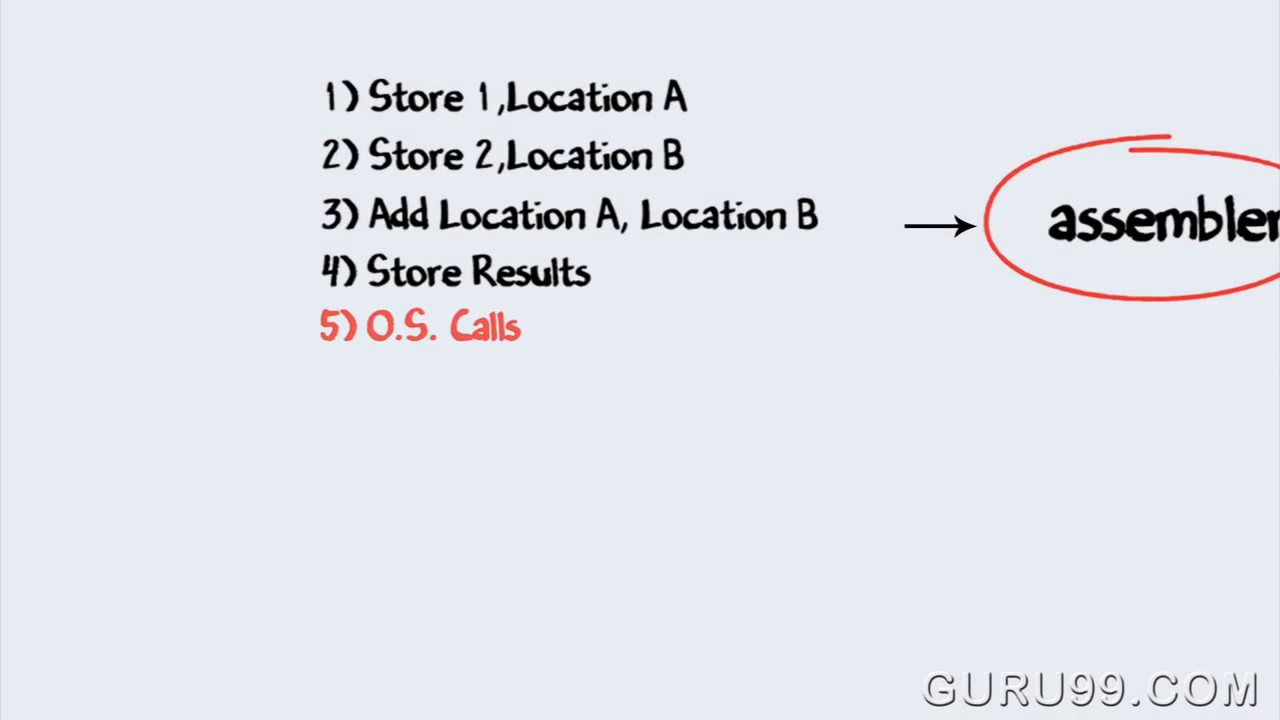 1) Store 1,Location A
2) Store 2,Location B
3) Add Location A, Location B
4) Store Results
5) O.S. Calls
assembler
GURU99.COM